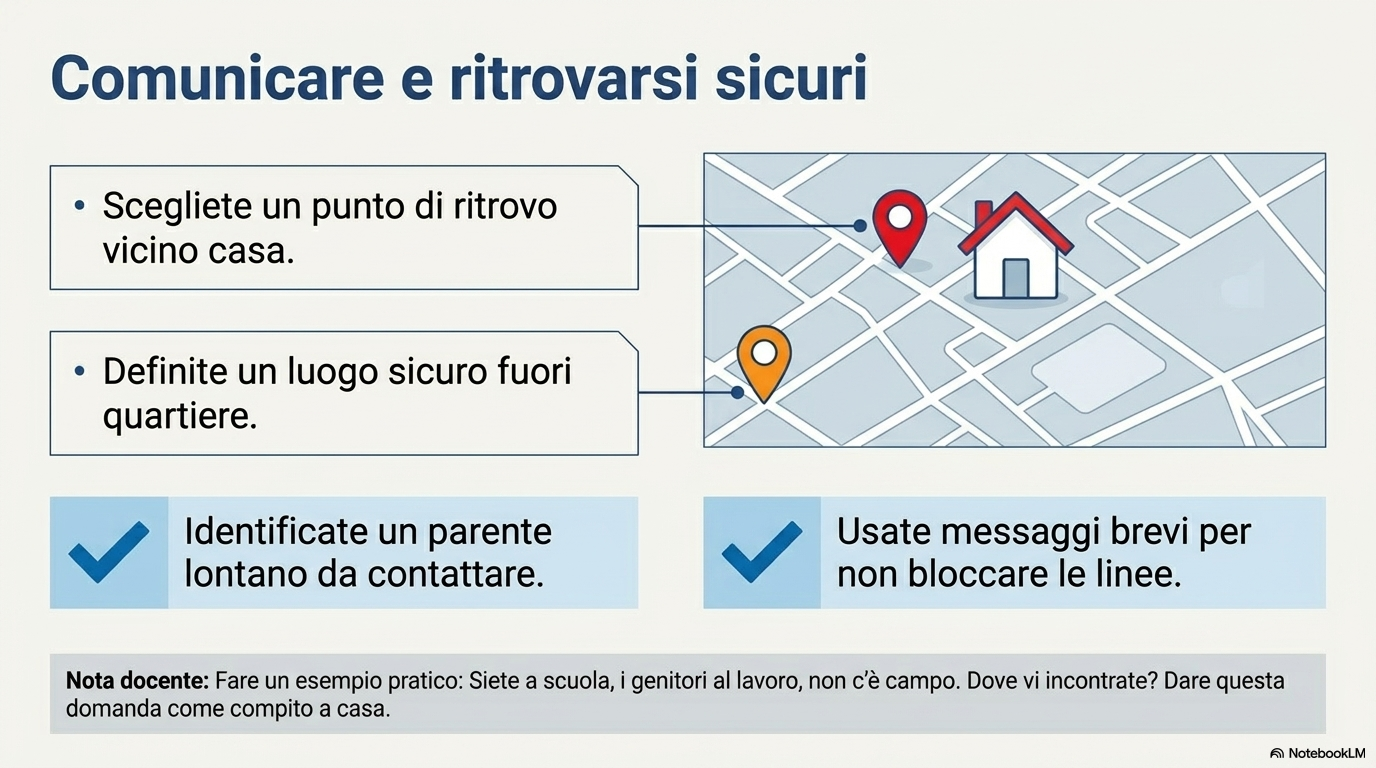 Comunicare e ritrovarsi sicuri
• Scegliete un punto di ritrovo
vicino casa.
• Definite un luogo sicuro fuori
quartiere.
Identificate un parente
lontano da contattare.
Usate messaggi brevi per
non bloccare le linee.
Nota docente: Fare un esempio pratico: Siete a scuola, i genitori al lavoro, non c'è campo. Dove vi incontrate? Dare questa
domanda come compito a casa.
NotebookLM